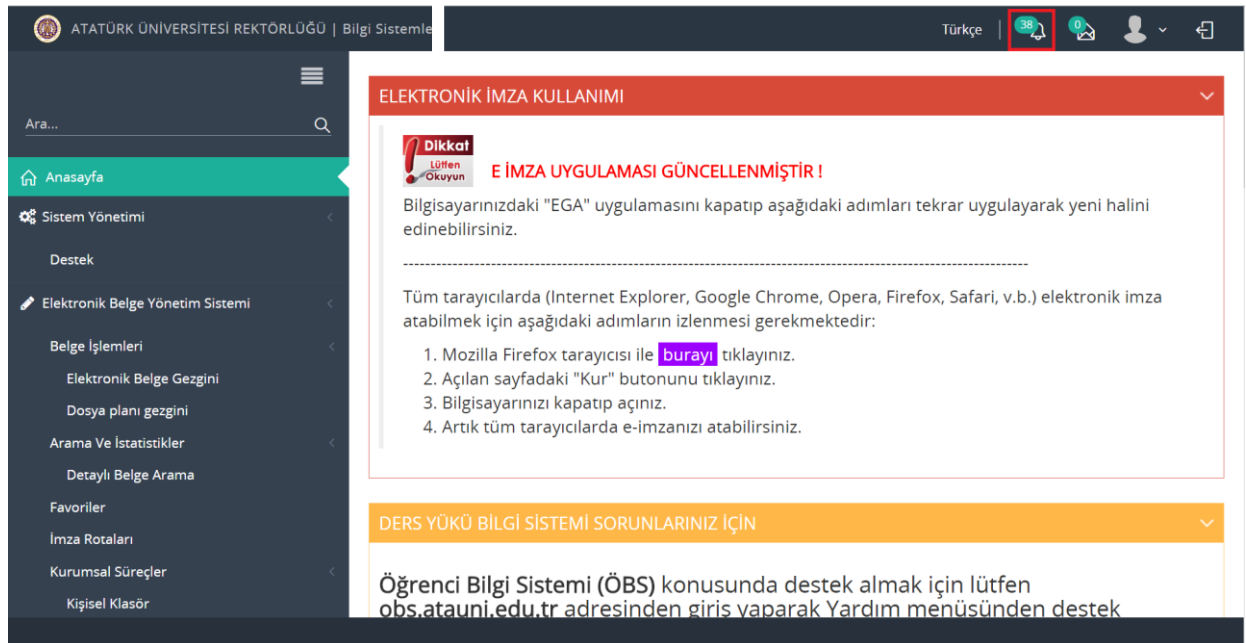 ATATÜRK ÜNİVERSİTESİ REKTÖRLÜĞÜ | Bilgi Sistemle
Türkçe
38
0
Ara...
Anasayfa
Sistem Yönetimi
Destek
Elektronik Belge Yönetim Sistemi
Belge İşlemleri
Elektronik Belge Gezgini
Dosya planı gezgini
Arama Ve İstatistikler
Detaylı Belge Arama
Favoriler
İmza Rotaları
Kurumsal Süreçler
Kişisel Klasör
ELEKTRONİK İMZA KULLANIMI
Dikkat
Lütfen
Okuyun
E İMZA UYGULAMASI GÜNCELLENMİŞTİR !
Bilgisayarınızdaki "EGA" uygulamasını kapatıp aşağıdaki adımları tekrar uygulayarak yeni halini
edinebilirsiniz.
------------------------------------------------------------------------------------------------------------------
Tüm tarayıcılarda (Internet Explorer, Google Chrome, Opera, Firefox, Safari, v.b.) elektronik imza
atabilmek için aşağıdaki adımların izlenmesi gerekmektedir:
1. Mozilla Firefox tarayıcısı ile burayı tıklayınız.
2. Açılan sayfadaki "Kur" butonunu tıklayınız.
3. Bilgisayarınızı kapatıp açınız.
4. Artık tüm tarayıcılarda e-imzanızı atabilirsiniz.
DERS YÜKÜ BİLGİ SİSTEMİ SORUNLARINIZ İÇİN
Öğrenci Bilgi Sistemi (ÖBS) konusunda destek almak için lütfen
obs.atauni.edu.tr adresinden giriş yaparak Yardım menüsünden destek